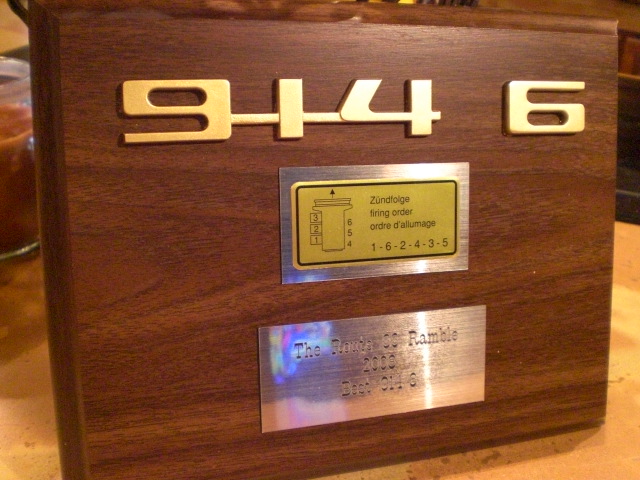 914 6
Zündfolge
firing order
ordre d'allumage
1-6-2-4-3-5
3
2
1
6
5
4
The Ramble
Best 914-6